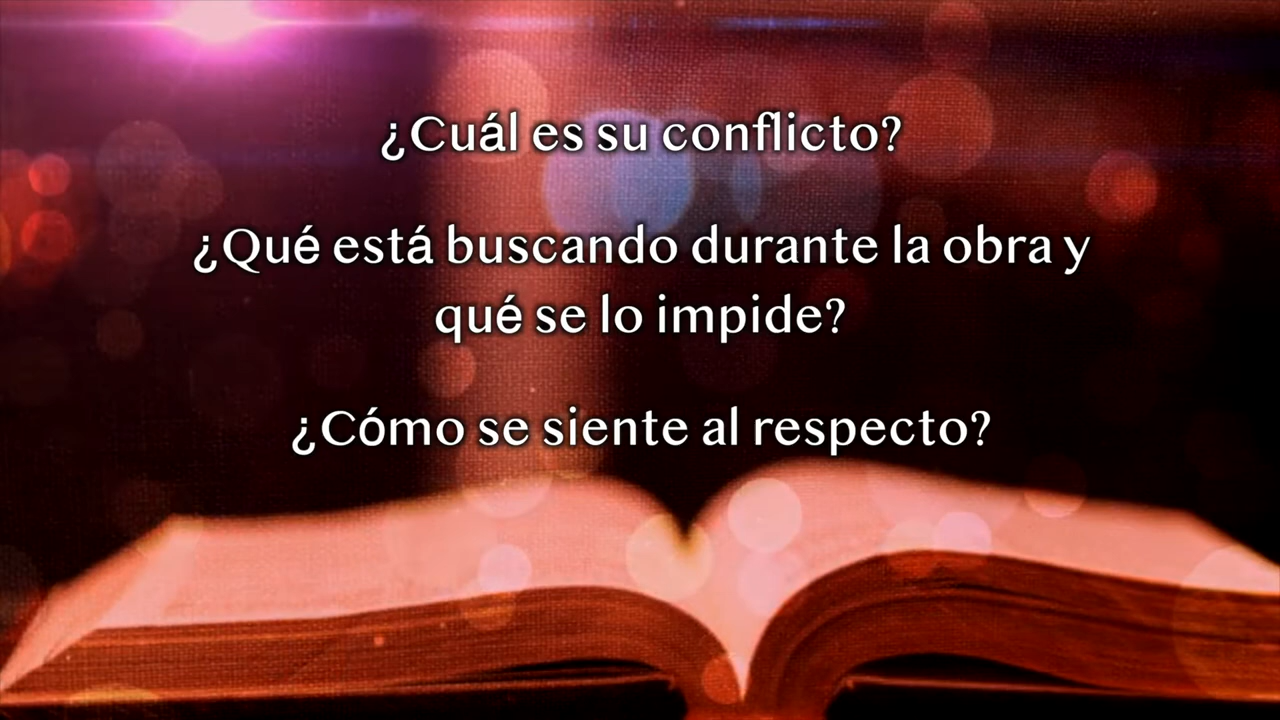 ¿Cuál es su conflicto?
¿Qué está buscando durante la obra y
qué se lo impide?
¿Cómo se siente al respecto?